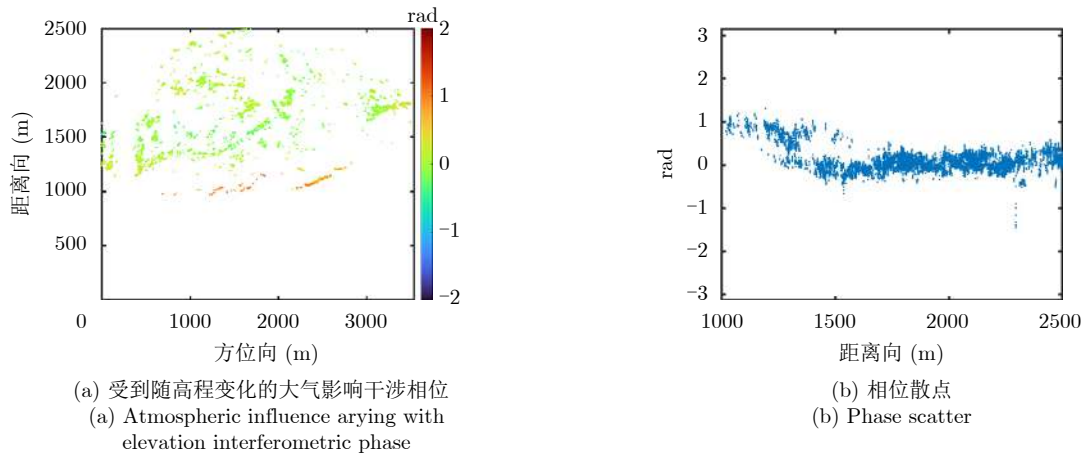 rad
2500
2000
1500
1000
500
0
1000
2000
3000
距离向 (m)
方位向 (m)
2
1
0
−1
−2
(a) 受到随高程变化的大气影响干涉相位
(a) Atmospheric influence arying with
elevation interferometric phase
3
2
1
0
−1
−2
−3
rad
1000
1500
2000
2500
距离向 (m)
(b) 相位散点
(b) Phase scatter